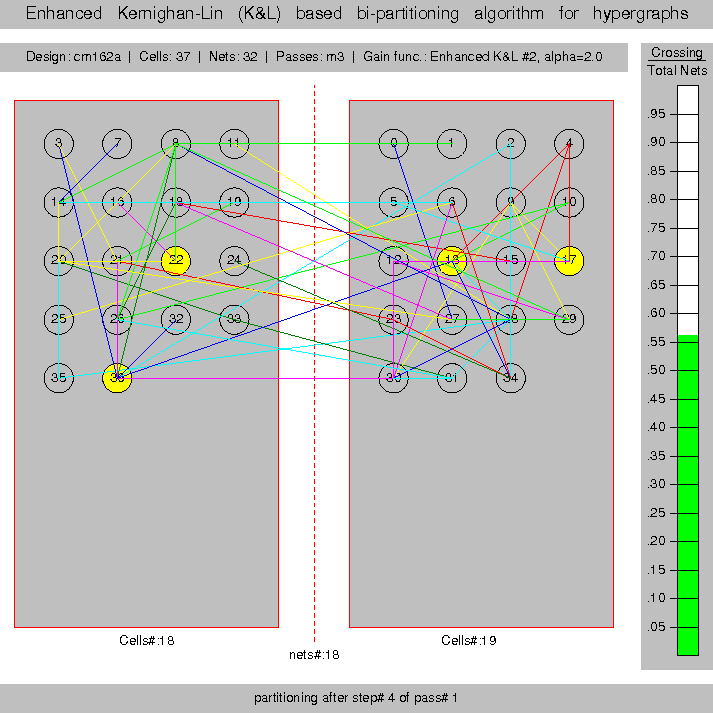 Enhanced Kernighan-Lin (K&L) based bi-partitioning algorithm for hypergraphs
Design: cm162a | Cells: 37 | Nets: 32 | Passes: m3 | Gain func.: Enhanced K&L #2, alpha=2.0
Crossing
Total Nets
3 7 8 11 0 1 2 4
14 16 18 19 5 6 9 10
20 21 22 24 12 13 15 17
25 26 32 33 23 27 28 29
35 36 30 31 34
.95
.90
.85
.80
.75
.70
.65
.60
.55
.50
.45
.40
.35
.30
.25
.20
.15
.10
.05
Cells#:18
Cells#:19
nets#:18
partitioning after step# 4 of pass# 1